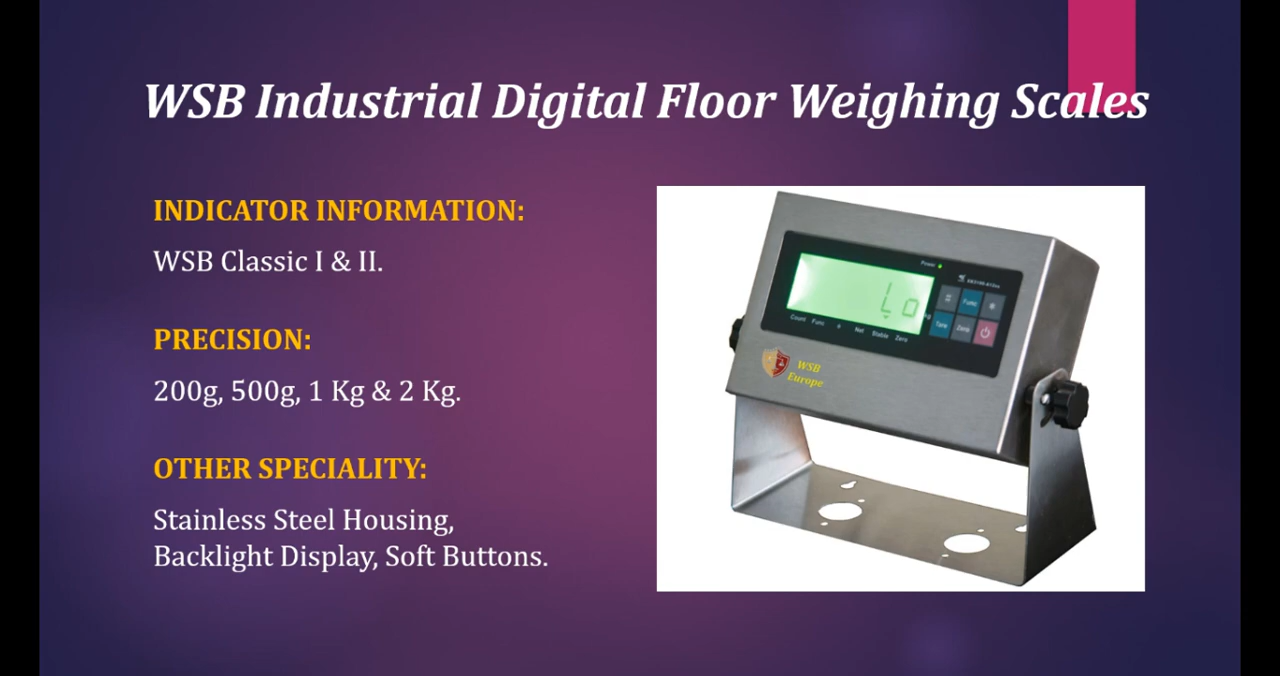 WSB Industrial Digital Floor Weighing Scales
INDICATOR INFORMATION:
WSB Classic I & II.
PRECISION:
200g, 500g, 1 Kg & 2 Kg.
OTHER SPECIALITY:
Stainless Steel Housing,
Backlight Display, Soft Buttons.
Power
kg
Func
Tare Zero
Count Func Net Stable Zero
WSB
Europe